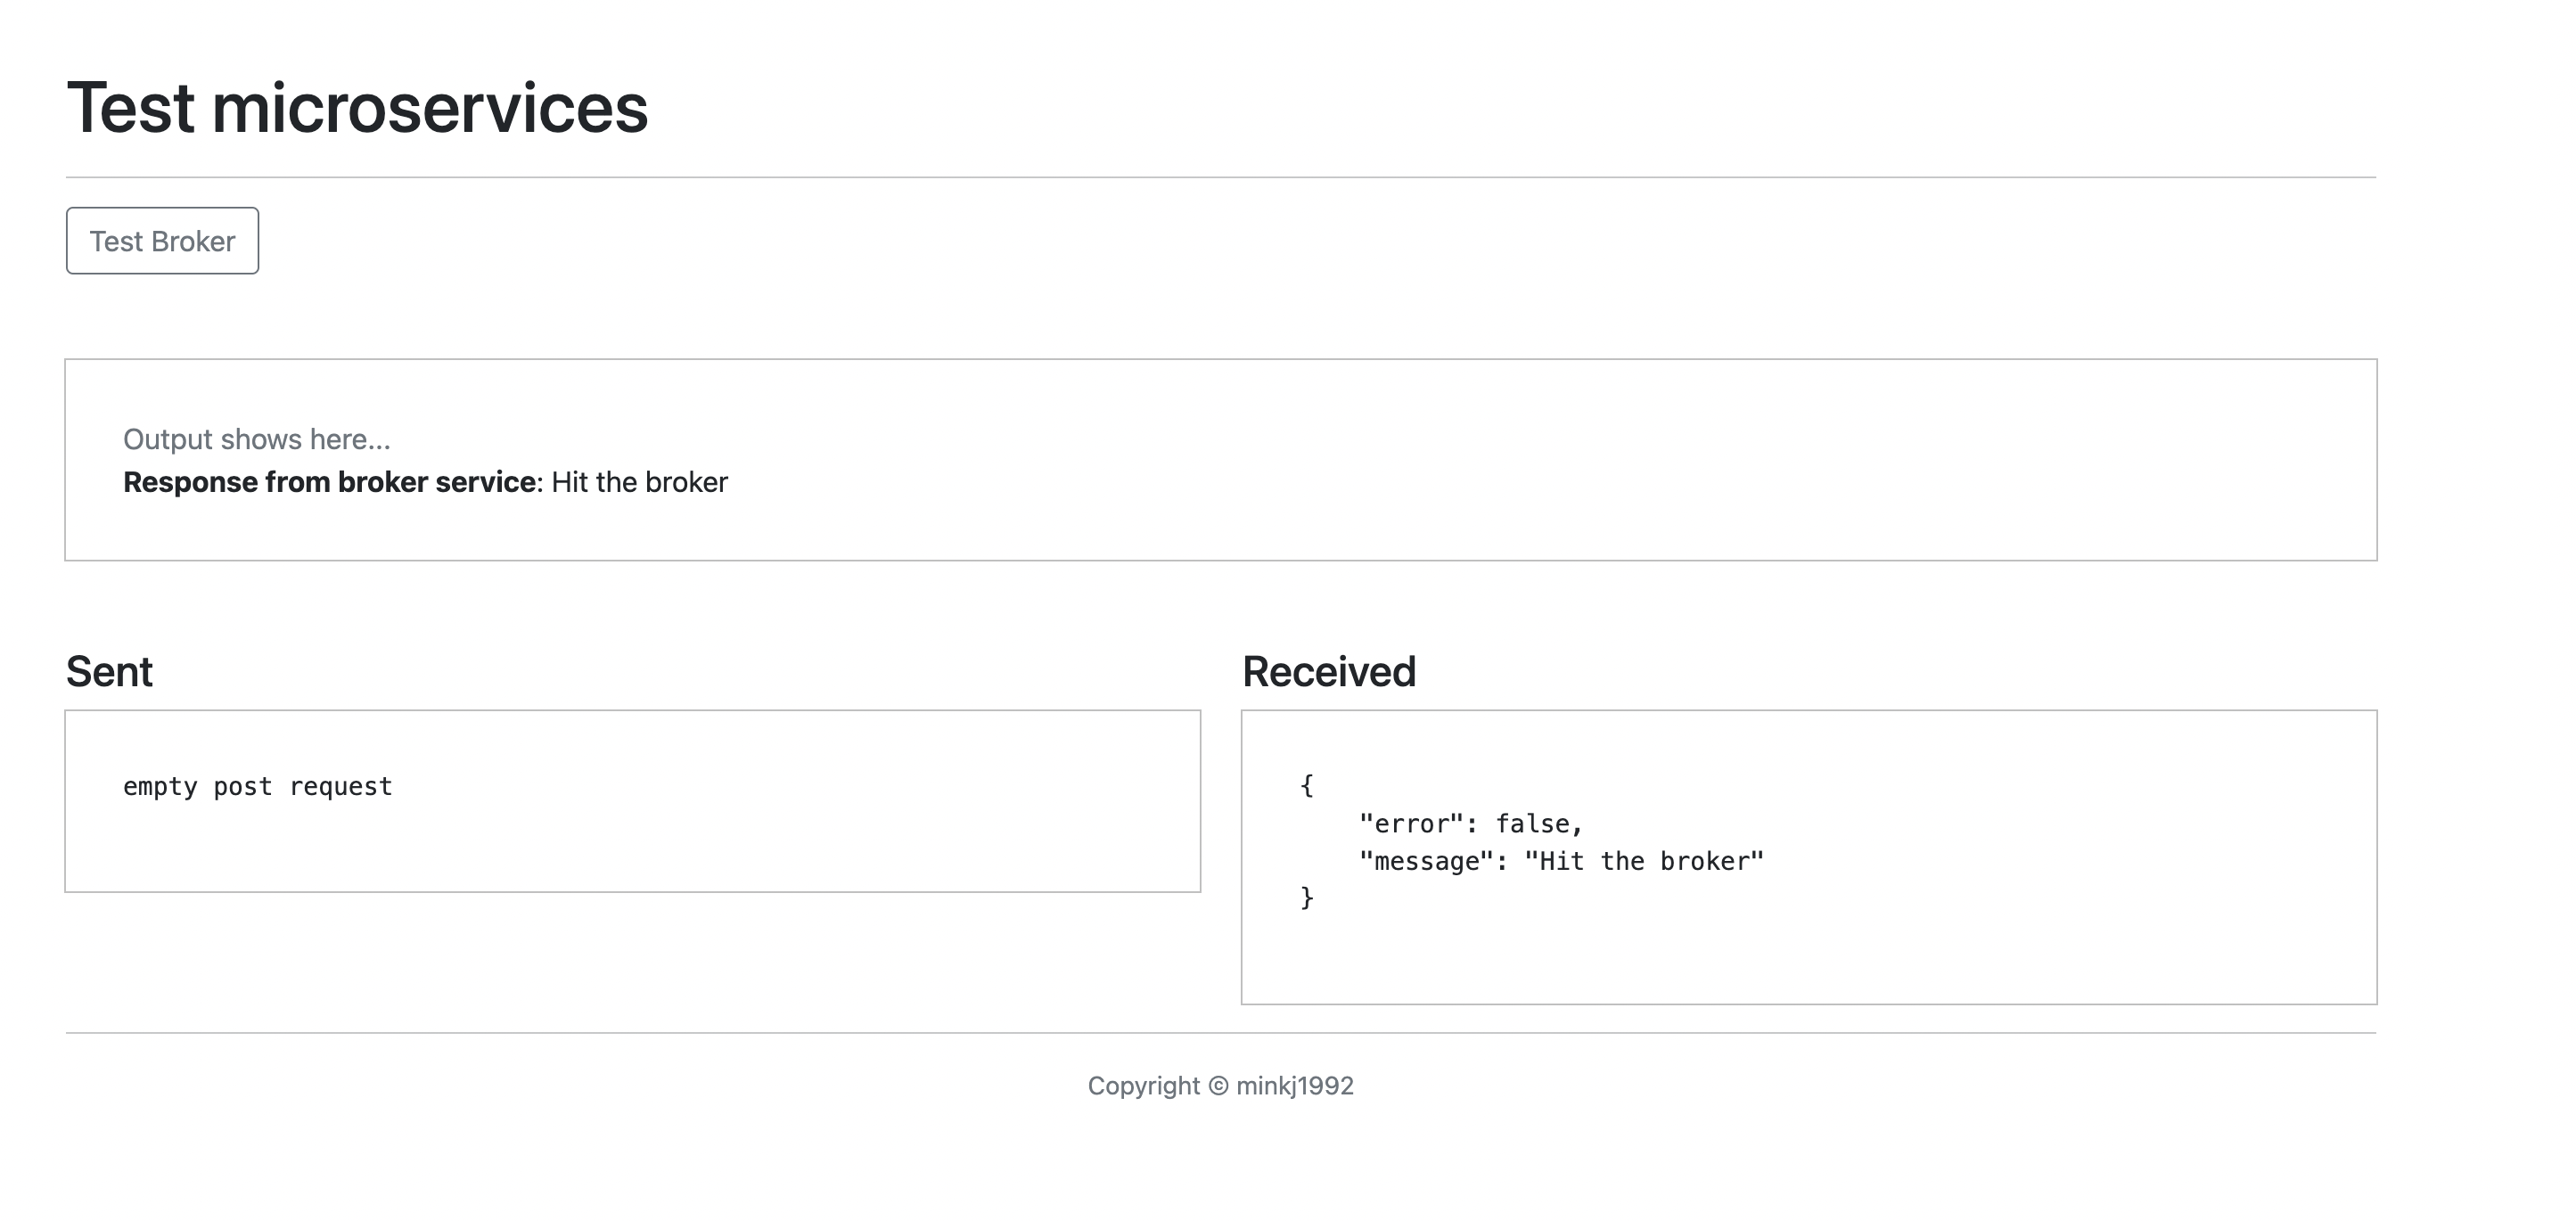 Test microservices
Test Broker
Output shows here...
Response from broker service: Hit the broker
Sent
empty post request
Received
{
    "error": false,
    "message": "Hit the broker"
}
Copyright © minkj1992